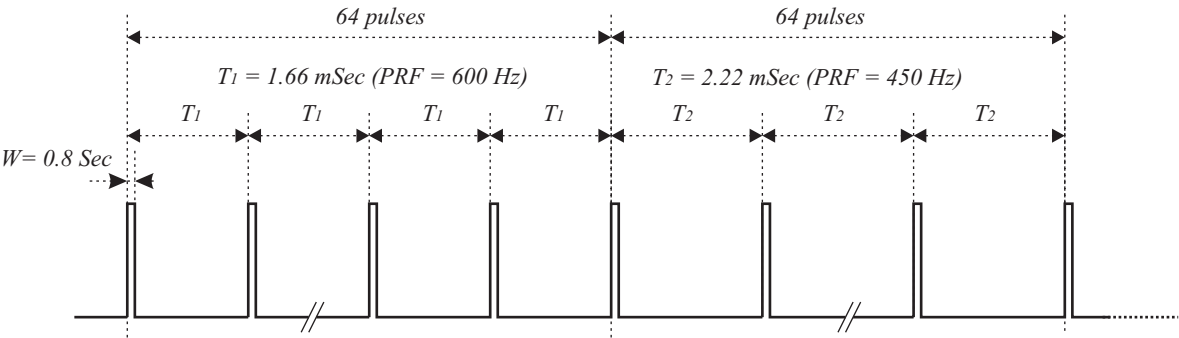 64 pulses 64 pulses
T1 = 1.66 mSec (PRF = 600 Hz) T2 = 2.22 mSec (PRF = 450 Hz)
T1 T1 T1 T1 T2 T2 T2
W= 0.8 Sec